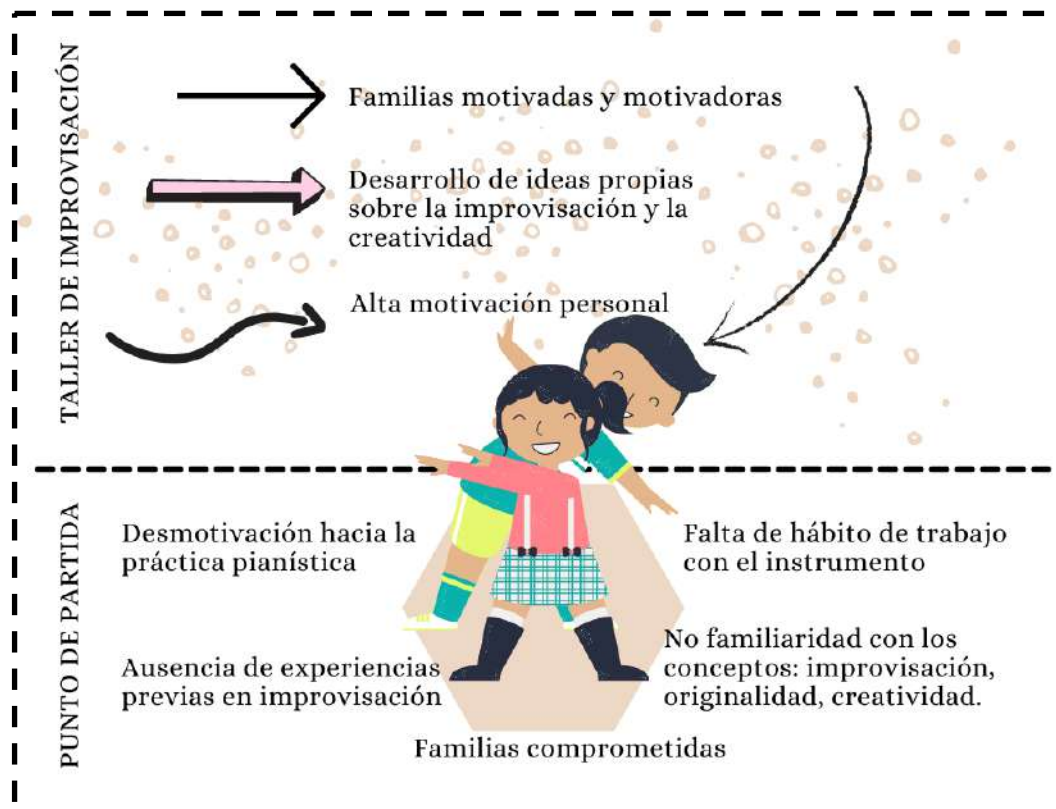 TALLER DE IMPROVISACIÓN
Familias motivadas y motivadoras
Desarrollo de ideas propias
sobre la improvisación y la
creatividad
Alta motivación personal
PUNTO DE PARTIDA
Desmotivación hacia la
práctica pianística
Falta de hábito de trabajo
con el instrumento
Ausencia de experiencias
previas en improvisación
No familiaridad con los
conceptos: improvisación,
originalidad, creatividad.
Familias comprometidas